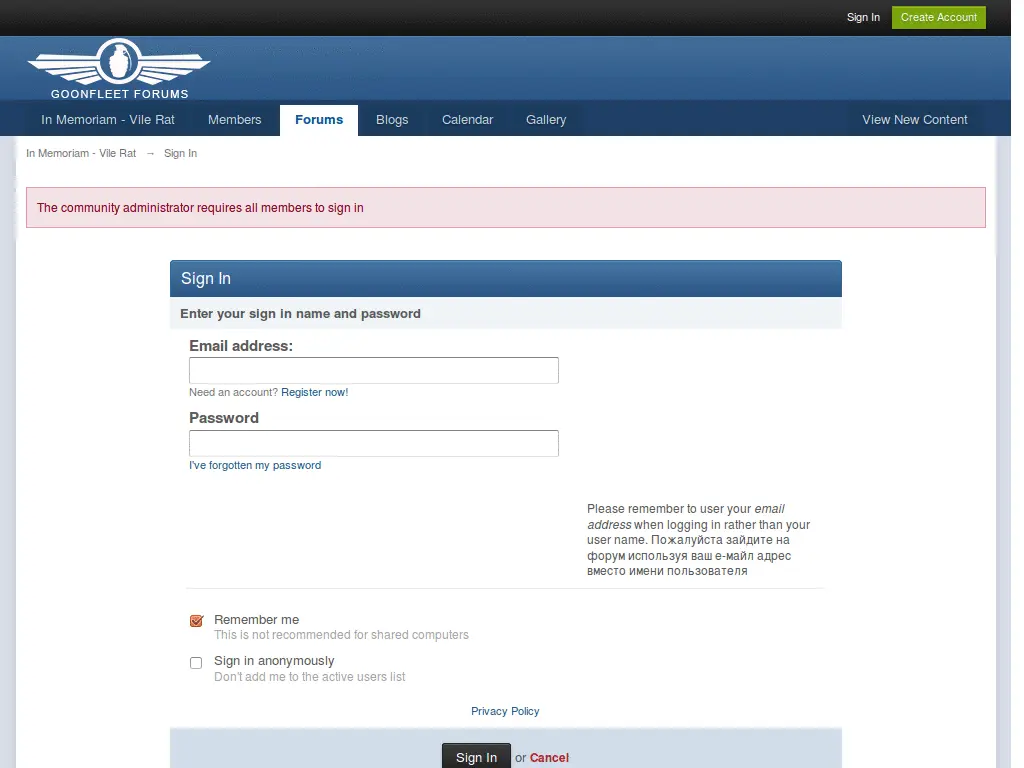 Sign In
Create Account
GOONFLEET FORUMS
In Memoriam - Vile Rat
Members
Forums
Blogs
Calendar
Gallery
View New Content
In Memoriam - Vile Rat → Sign In
The community administrator requires all members to sign in
Sign In
Enter your sign in name and password
Email address:
Need an account? Register now!
Password
I've forgotten my password
Please remember to user your email
address when logging in rather than your
user name. Пожалуйста зайдите на
форум используя ваш е-майл адрес
вместо имени пользователя
Remember me
This is not recommended for shared computers
Sign in anonymously
Don't add me to the active users list
Privacy Policy
Sign In or Cancel